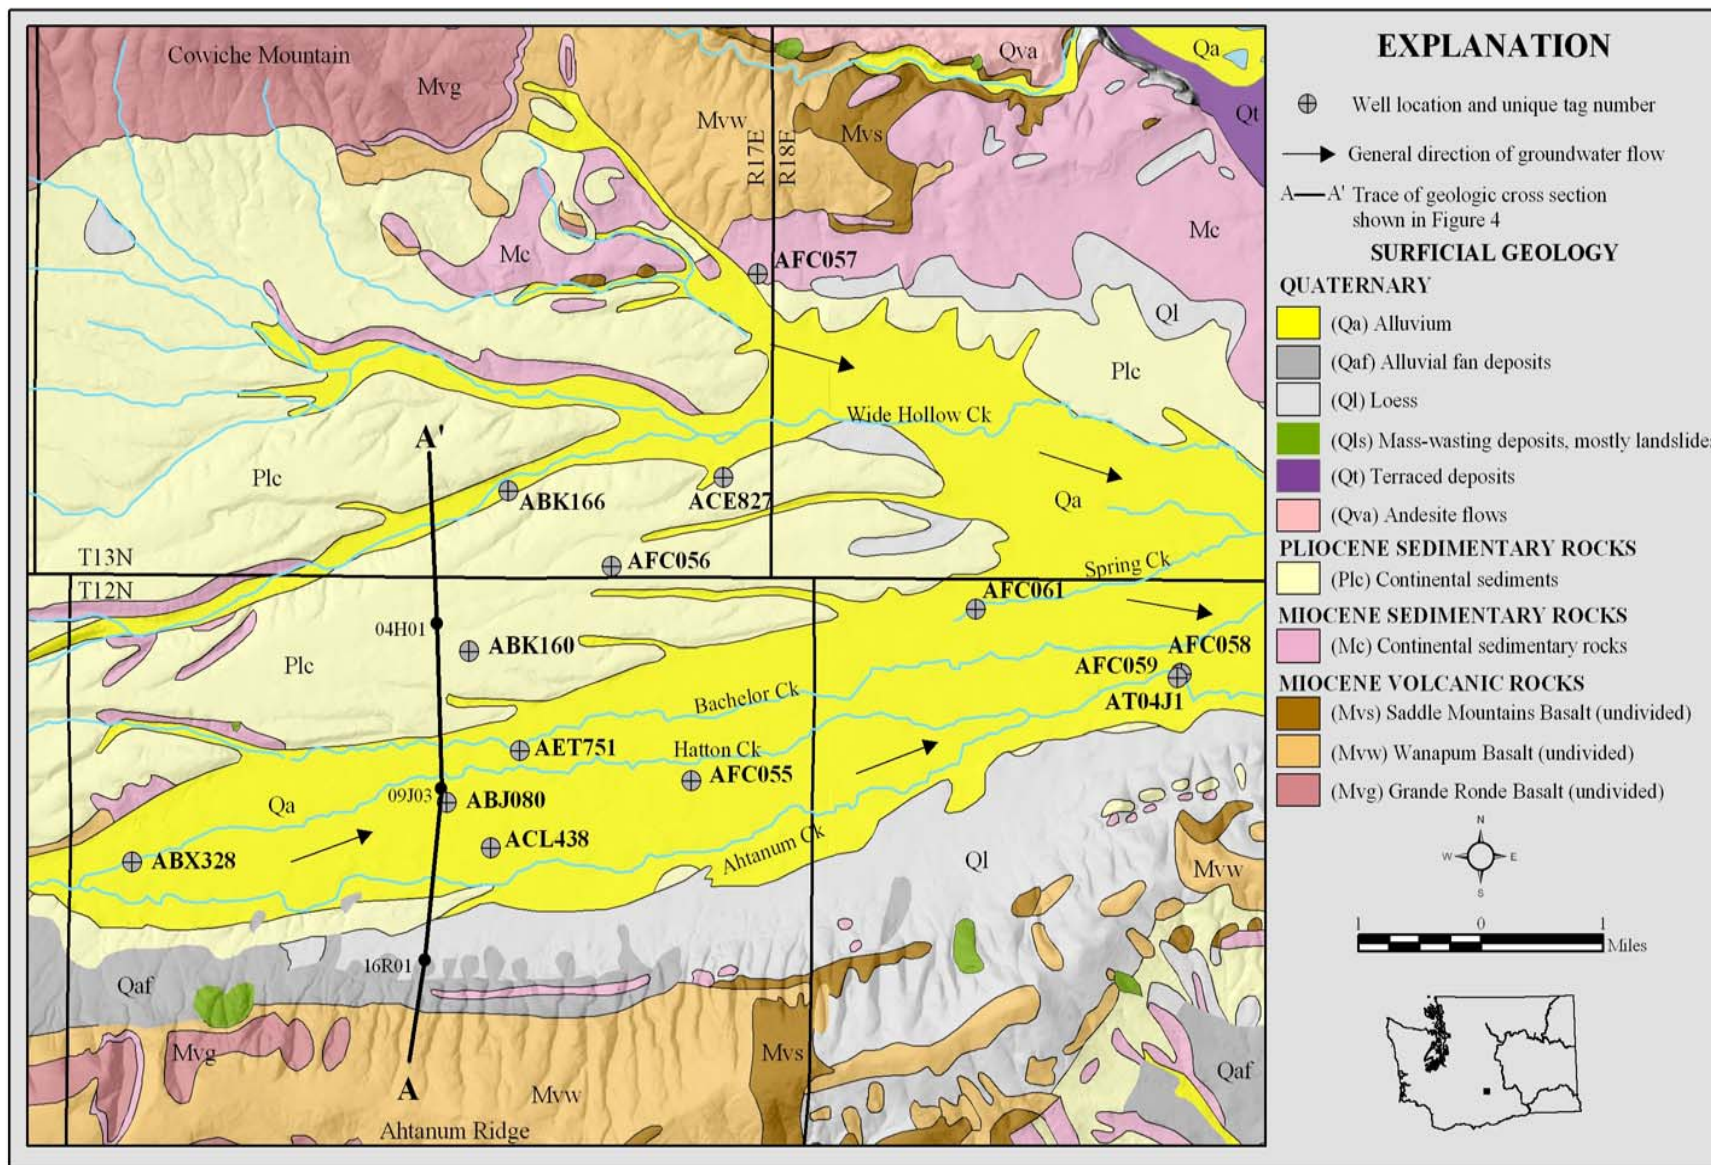 Cowiche Mountain
Mvg
Mvw
R17E
R18E
Mvs
Qva
Qa
Qt
Mc
Mc
AFC057
Ql
Plc
Wide Hollow Ck
A'
Plc
ABK166
ACE827
Qa
AFC056
T13N
T12N
Spring Ck
AFC061
04H01
ABK160
Plc
AFC058
AFC059
AT04J1
Bachelor Ck
AET751
Hatton Ck
AFC055
09J03
ABJ080
Qa
ACL438
ABX328
Ahtanum Ck
Ql
Mvw
16R01
Qaf
Mvg
Mvs
Qaf
A
Mvw
Ahtanum Ridge
EXPLANATION
Well location and unique tag number
General direction of groundwater flow
A A' Trace of geologic cross section
shown in Figure 4
SURFICIAL GEOLOGY
QUATERNARY
(Qa) Alluvium
(Qaf) Alluvial fan deposits
(Ql) Loess
(Qls) Mass-wasting deposits, mostly landslide
(Qt) Terraced deposits
(Qva) Andesite flows
PLIOCENE SEDIMENTARY ROCKS
(Plc) Continental sediments
MIOCENE SEDIMENTARY ROCKS
(Mc) Continental sedimentary rocks
MIOCENE VOLCANIC ROCKS
(Mvs) Saddle Mountains Basalt (undivided)
(Mvw) Wanapum Basalt (undivided)
(Mvg) Grande Ronde Basalt (undivided)
N
W E
S
1 0 1
Miles